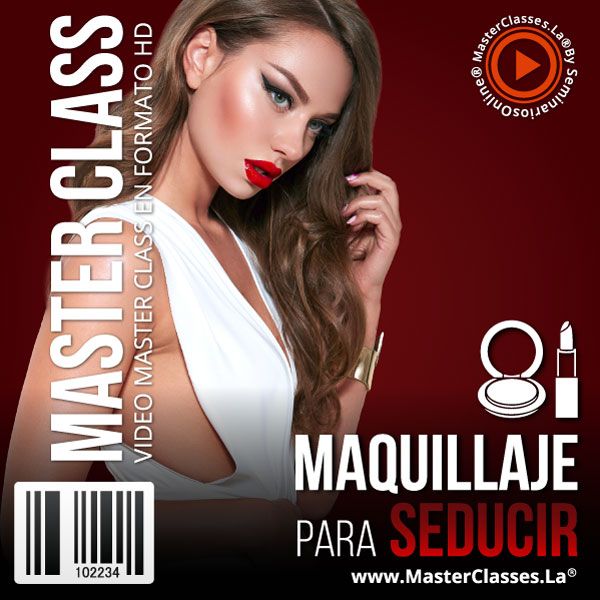 MASTER CLASS
VIDEO MASTER CLASS EN FORMATO HD
MasterClasses.La® By SeminariosOnline®
MAQUILLAJE
PARA SEDUCIR
102234
www.MasterClasses.La®